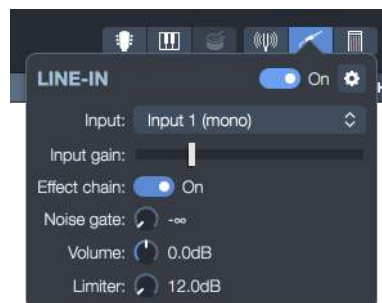 LINE-IN On
Input: Input 1 (mono)
Input gain:
Effect chain: On
Noise gate: -∞
Volume: 0.0dB
Limiter: 12.0dB